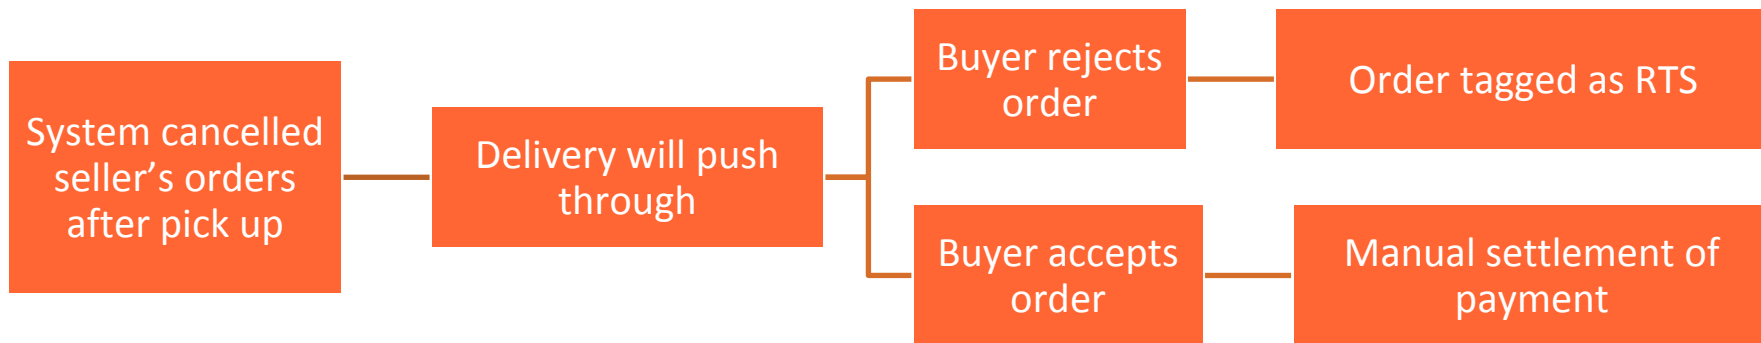 System cancelled
seller’s orders
after pick up
Delivery will push
through
Buyer rejects
order
Order tagged as RTS
Buyer accepts
order
Manual settlement of
payment